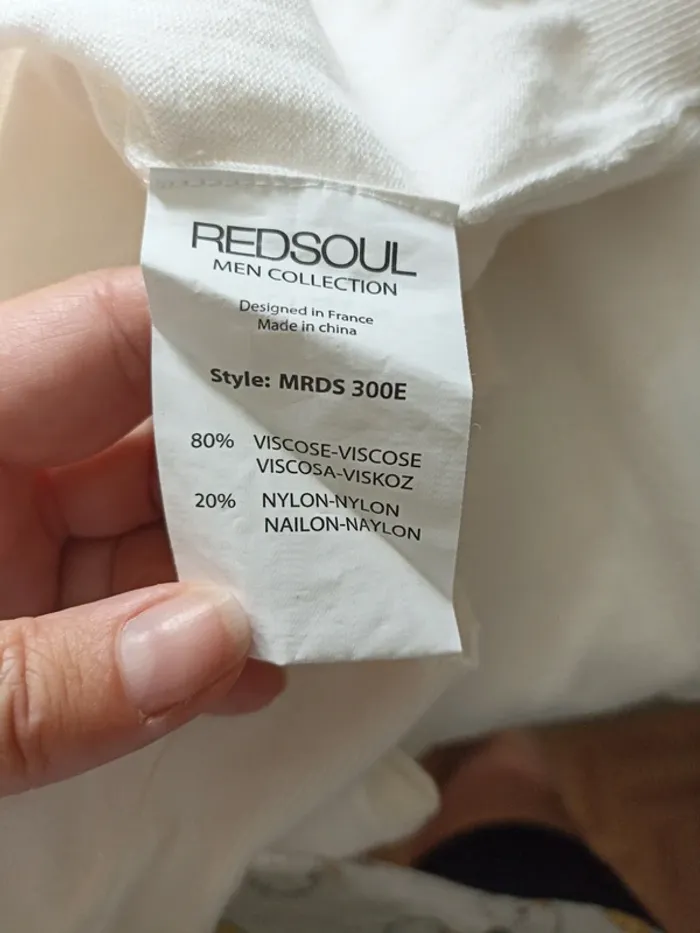 REDSOUL
MEN COLLECTION
Designed in France
Made in china
Style: MRDS 300E
80% VISCOSE-VISCOSE
VISCOSA-VISKOZ
20% NYLON-NYLON
NAILON-NAYLON